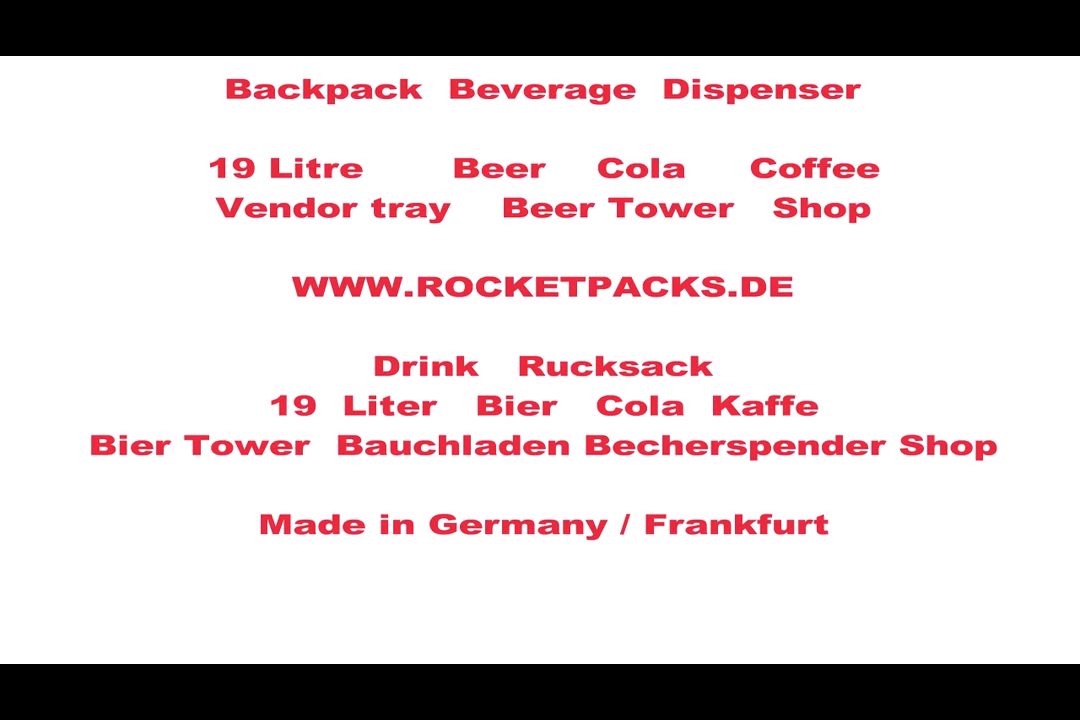 Backpack Beverage Dispenser
19 Litre Beer Cola Coffee
Vendor tray Beer Tower Shop
WWW.ROCKETPACKS.DE
Drink Rucksack
19 Liter Bier Cola Kaffe
Bier Tower Bauchladen Becherspender Shop
Made in Germany / Frankfurt